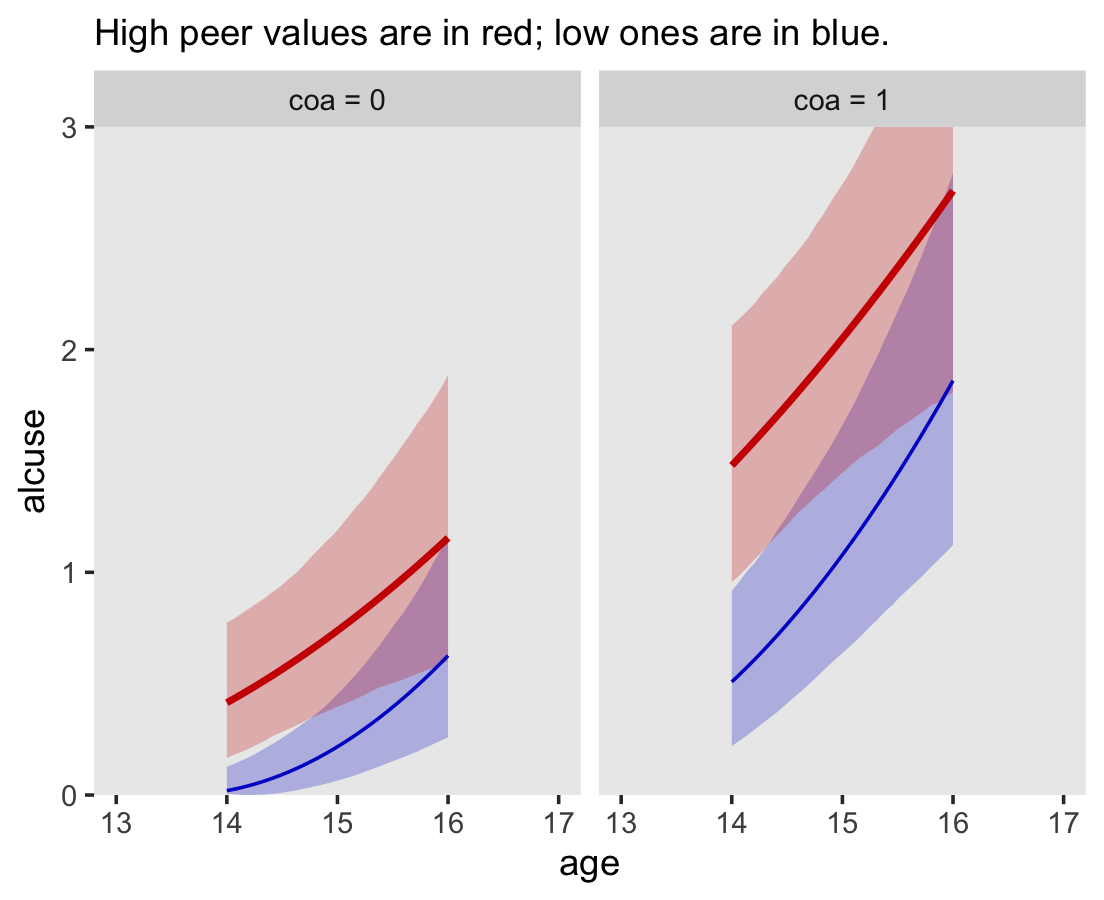 High peer values are in red; low ones are in blue.
coa = 0 coa = 1
3
2
1
0
alcuse
13 14 15 16 17 13 14 15 16 17
age